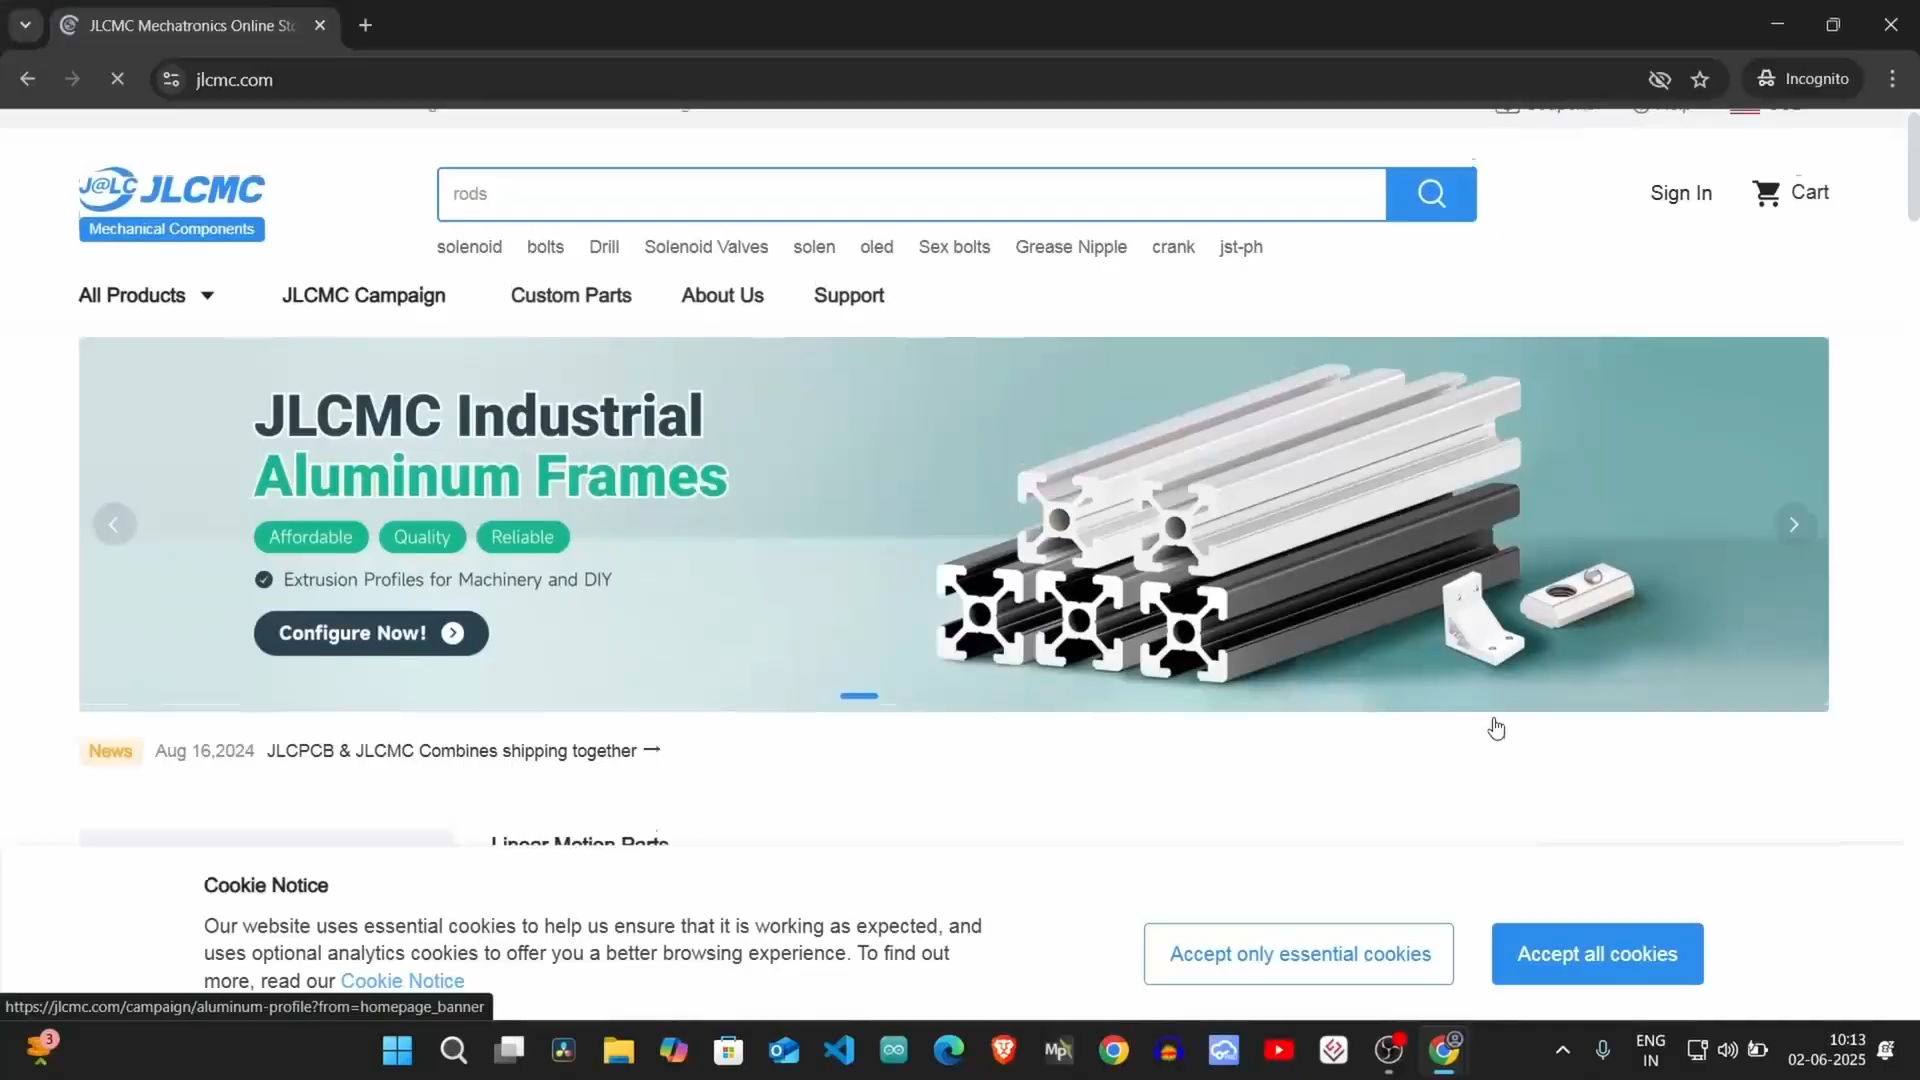 JLCMC Mechatronics Online Sto
jlcmc.com
Incognito
J@LC JLCMC
Mechanical Components
rods
Sign In
Cart
solenoid bolts Drill Solenoid Valves solen oled Sex bolts Grease Nipple crank jst-ph
All Products JLCMC Campaign Custom Parts About Us Support
JLCMC Industrial
Aluminum Frames
Affordable Quality Reliable
Extrusion Profiles for Machinery and DIY
Configure Now!
News Aug 16,2024 JLCPCB & JLCMC Combines shipping together →
Linear Motion Parts
Cookie Notice
Our website uses essential cookies to help us ensure that it is working as expected, and
uses optional analytics cookies to offer you a better browsing experience. To find out
more, read our Cookie Notice
Accept only essential cookies
Accept all cookies
https://jlcmc.com/campaign/aluminum-profile?from=homepage_banner
3
ENG
IN
10:13
02-06-2025